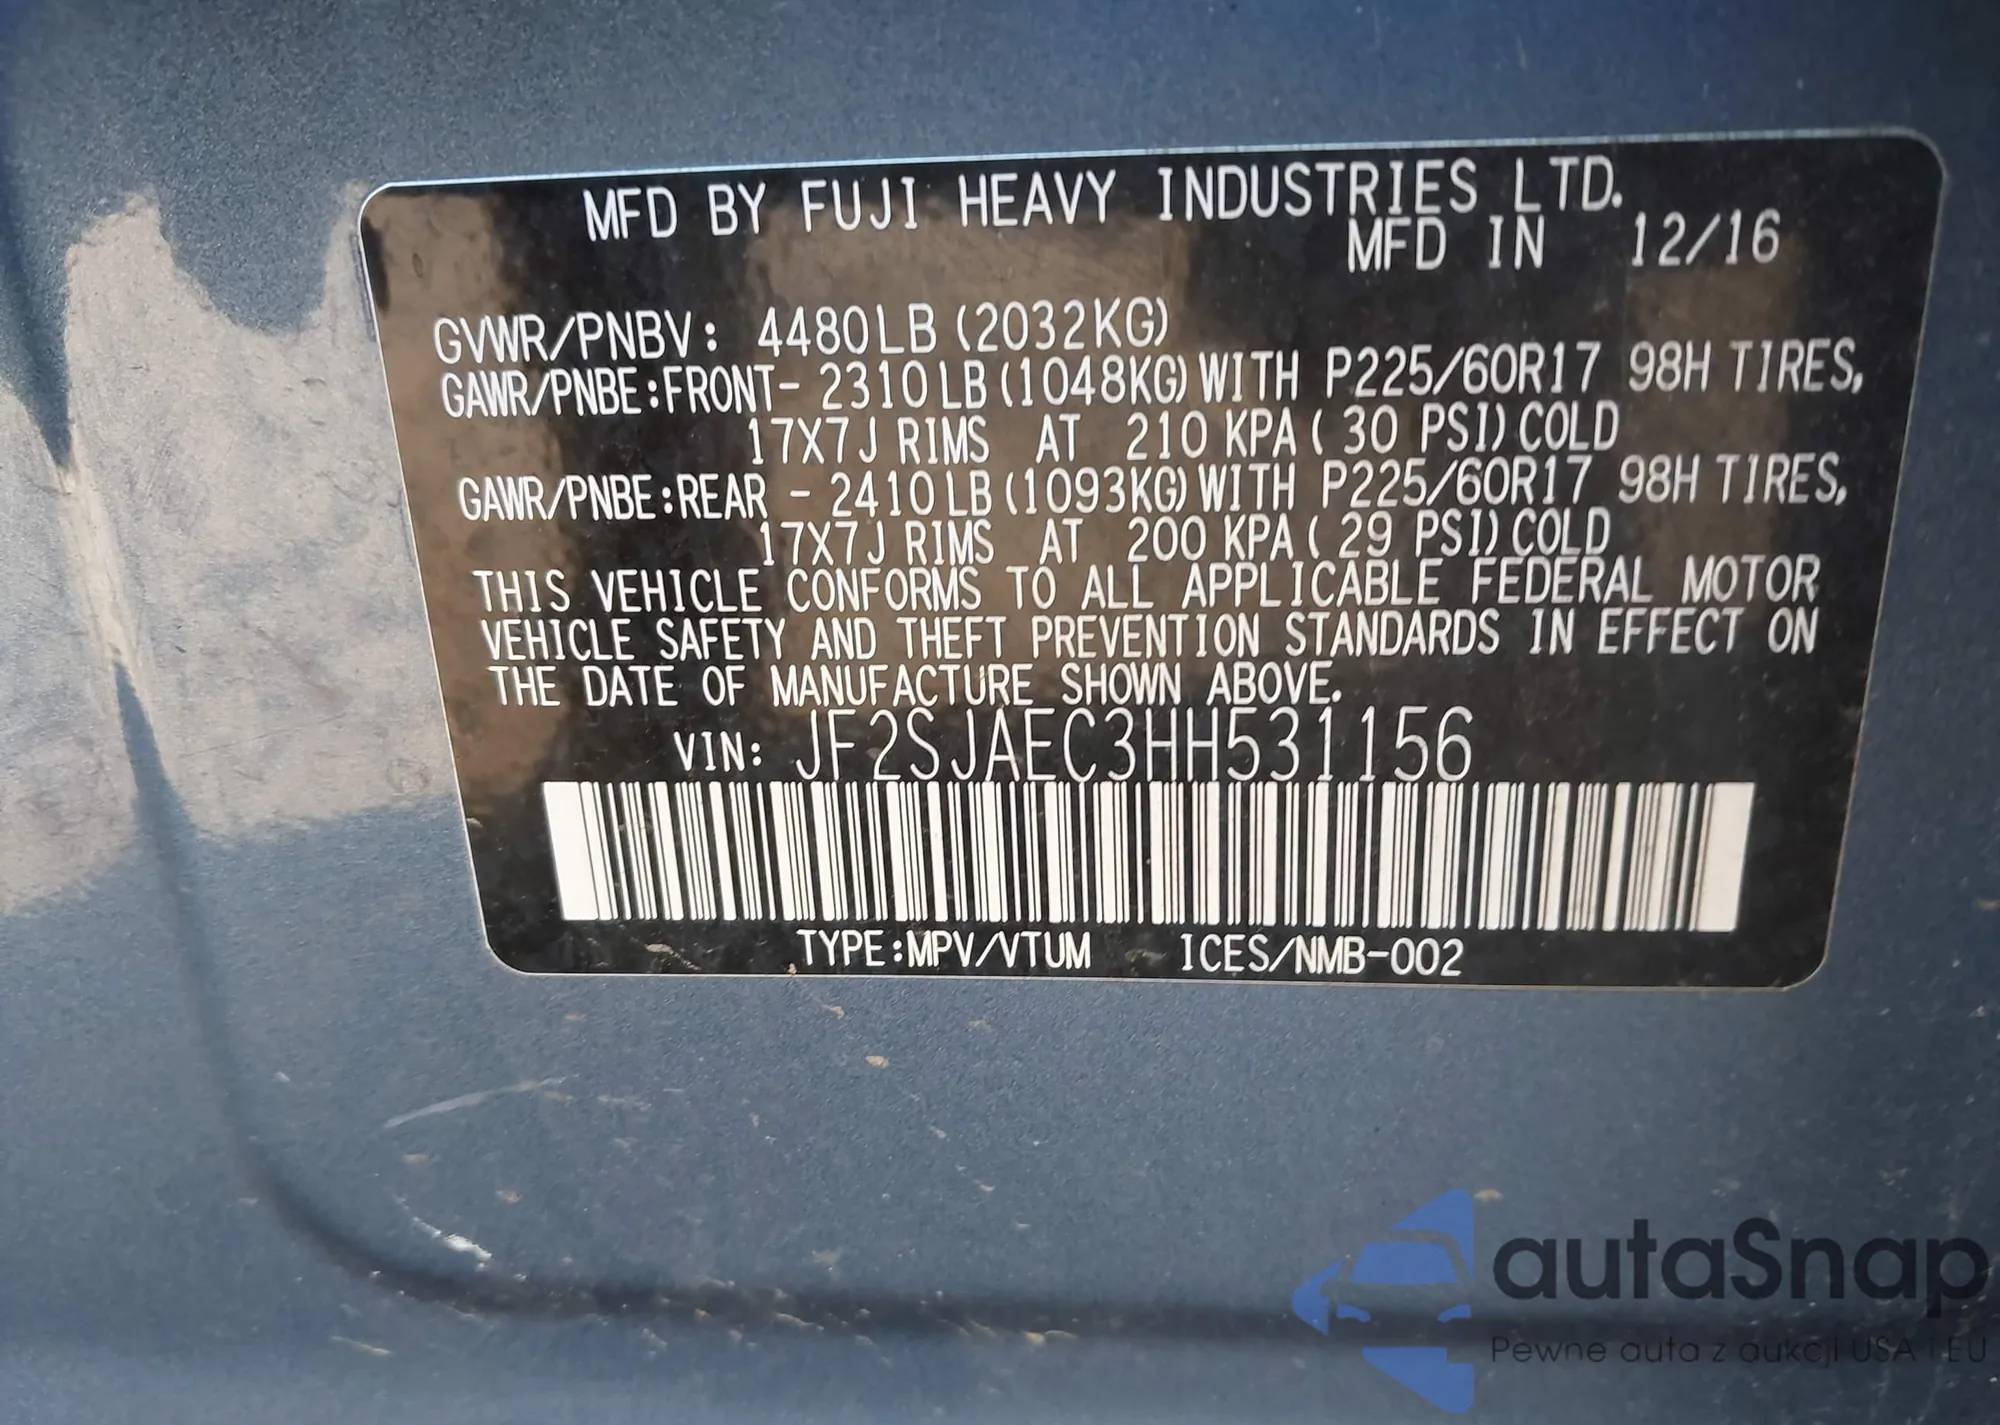 MFD BY FUJI HEAVY INDUSTRIES LTD.
MFD IN 12/16
GVWR/PNBV: 4480LB (2032KG)
GAWR/PNBE:FRONT- 2310LB (1048KG) WITH P225/60R17 98H TIRES,
17X7J RIMS AT 210 KPA ( 30 PSI) COLD
GAWR/PNBE:REAR - 2410LB (1093KG) WITH P225/60R17 98H TIRES,
17X7J RIMS AT 200 KPA ( 29 PSI) COLD
THIS VEHICLE CONFORMS TO ALL APPLICABLE FEDERAL MOTOR
VEHICLE SAFETY AND THEFT PREVENTION STANDARDS IN EFFECT ON
THE DATE OF MANUFACTURE SHOWN ABOVE.
VIN: JF2SJAEC3HH531156
TYPE:MPV/VTUM ICES/NMB-002
autaSnap
Pewne auta z aukcji USA i EU